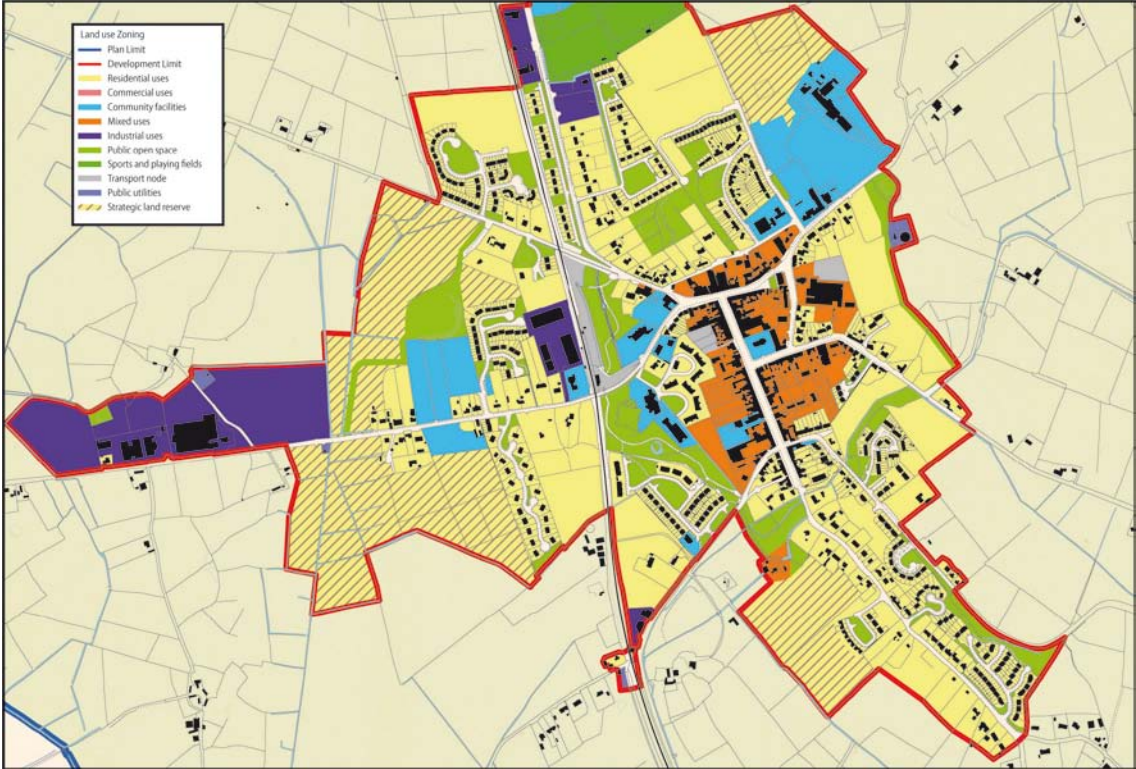 Land use Zoning
Plan Limit
Development Limit
Residential uses
Commercial uses
Community facilities
Mixed uses
Industrial uses
Public open space
Sports and playing fields
Transport node
Public utilities
Strategic land reserve